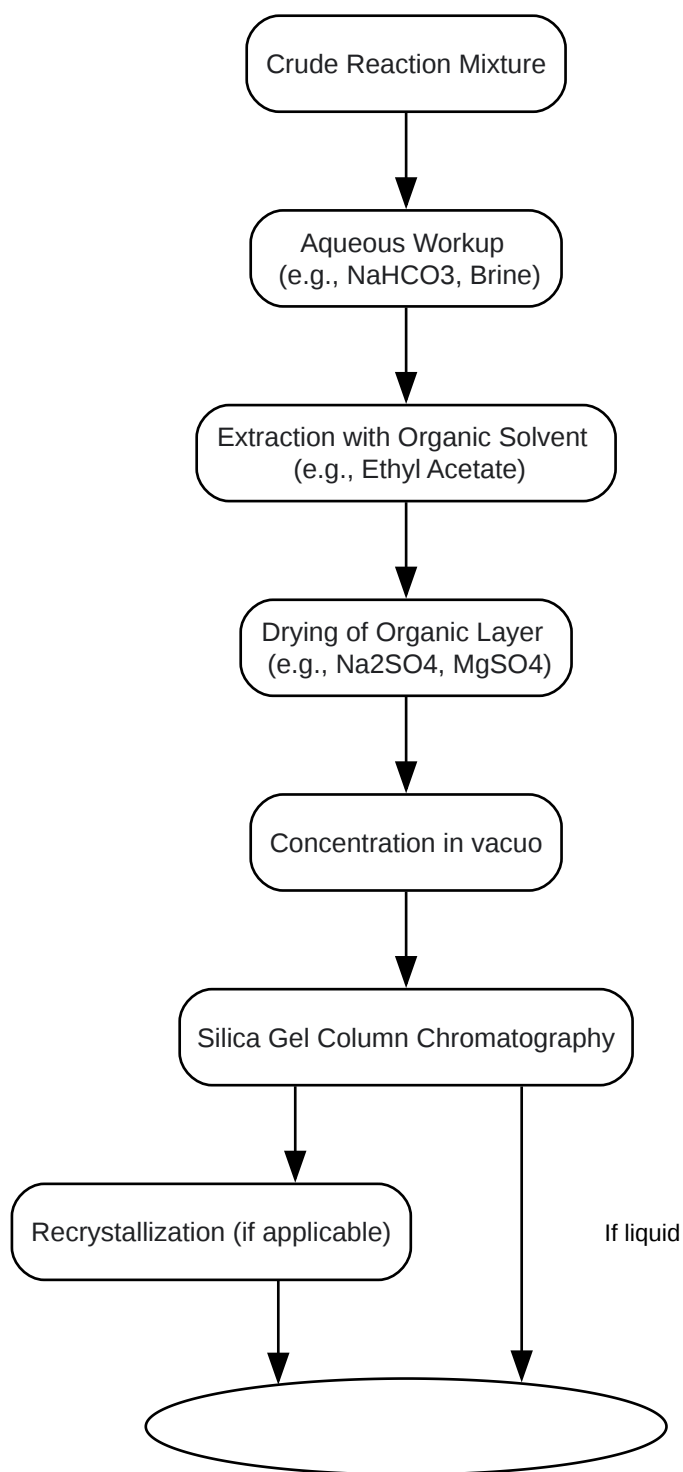 Crude Reaction Mixture
Aqueous Workup
(e.g., NaHCO3, Brine)
Extraction with Organic Solvent
(e.g., Ethyl Acetate)
Drying of Organic Layer
(e.g., Na2SO4, MgSO4)
Concentration in vacuo
Silica Gel Column Chromatography
Recrystallization (if applicable)
If liquid